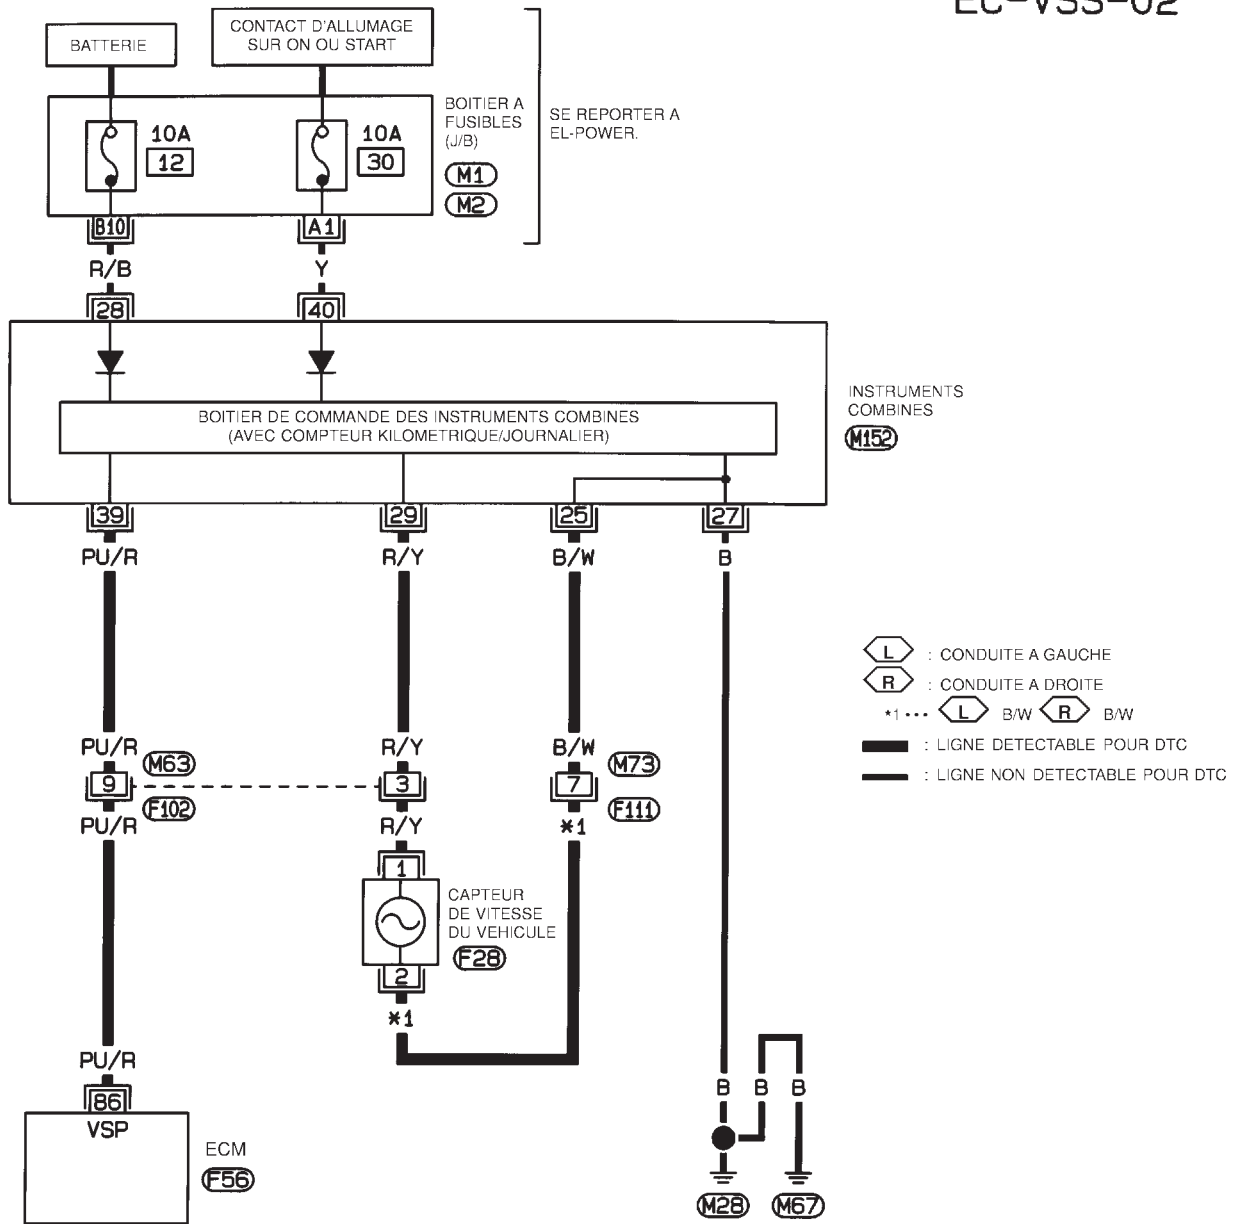 EC-VSS-02
BATTERIE
CONTACT D'ALLUMAGE
SUR ON OU START
10A
12
10A
30
BOITIER A
FUSIBLES
(J/B)
M1
M2
SE REPORTER A
EL-POWER.
B10
A1
R/B
Y
28
40
BOITIER DE COMMANDE DES INSTRUMENTS COMBINES
(AVEC COMPTEUR KILOMETRIQUE/JOURNALIER)
INSTRUMENTS
COMBINES
M152
39
29
25
27
PU/R
R/Y
B/W
B
L : CONDUITE A GAUCHE
R : CONDUITE A DROITE
*1 ••• L B/W R B/W
: LIGNE DETECTABLE POUR DTC
: LIGNE NON DETECTABLE POUR DTC
PU/R
R/Y
B/W
M63
M73
9
3
7
F102
F111
PU/R
R/Y
*1
1
CAPTEUR
DE VITESSE
DU VEHICULE
F28
2
*1
PU/R
86
VSP
ECM
F56
B
B
B
M28
M67